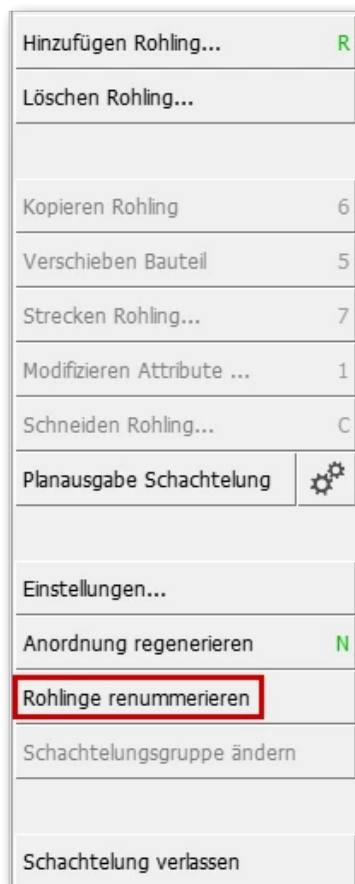 Hinzufügen Rohling... R
Löschen Rohling...
Kopieren Rohling 6
Verschieben Bauteil 5
Strecken Rohling... 7
Modifizieren Attribute ... 1
Schneiden Rohling... C
Planausgabe Schachtelung
Einstellungen...
Anordnung regenerieren N
Rohlinge renummerieren
Schachtelungsgruppe ändern
Schachtelung verlassen